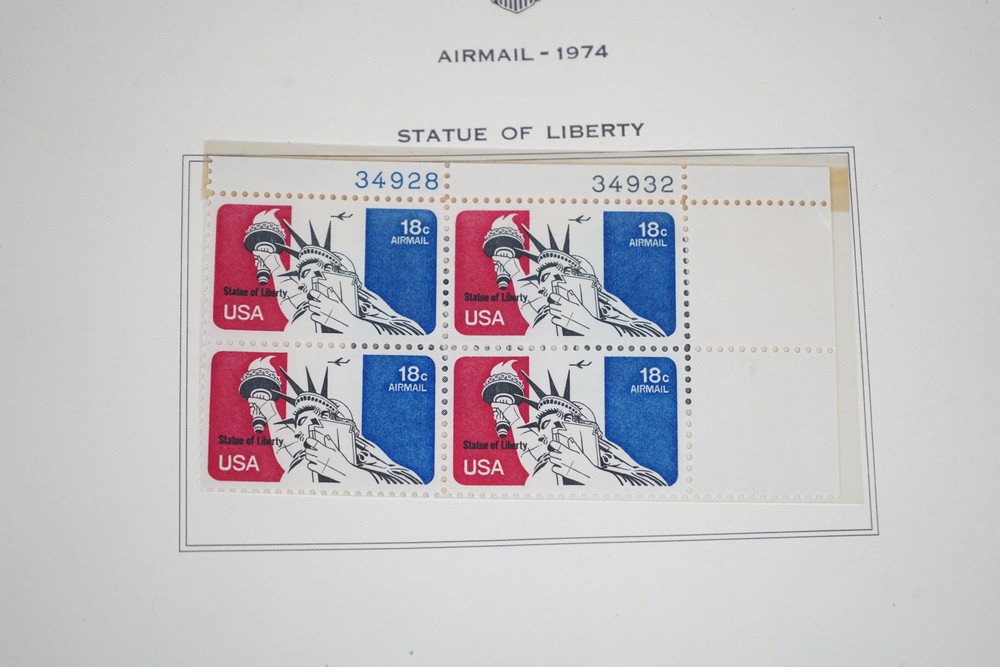 AIRMAIL - 1974
STATUE OF LIBERTY
34928
34932
18c
AIRMAIL
Statue of Liberty
USA
18c
AIRMAIL
Statue of Liberty
USA
18c
AIRMAIL
Statue of Liberty
USA
18c
AIRMAIL
Statue of Liberty
USA